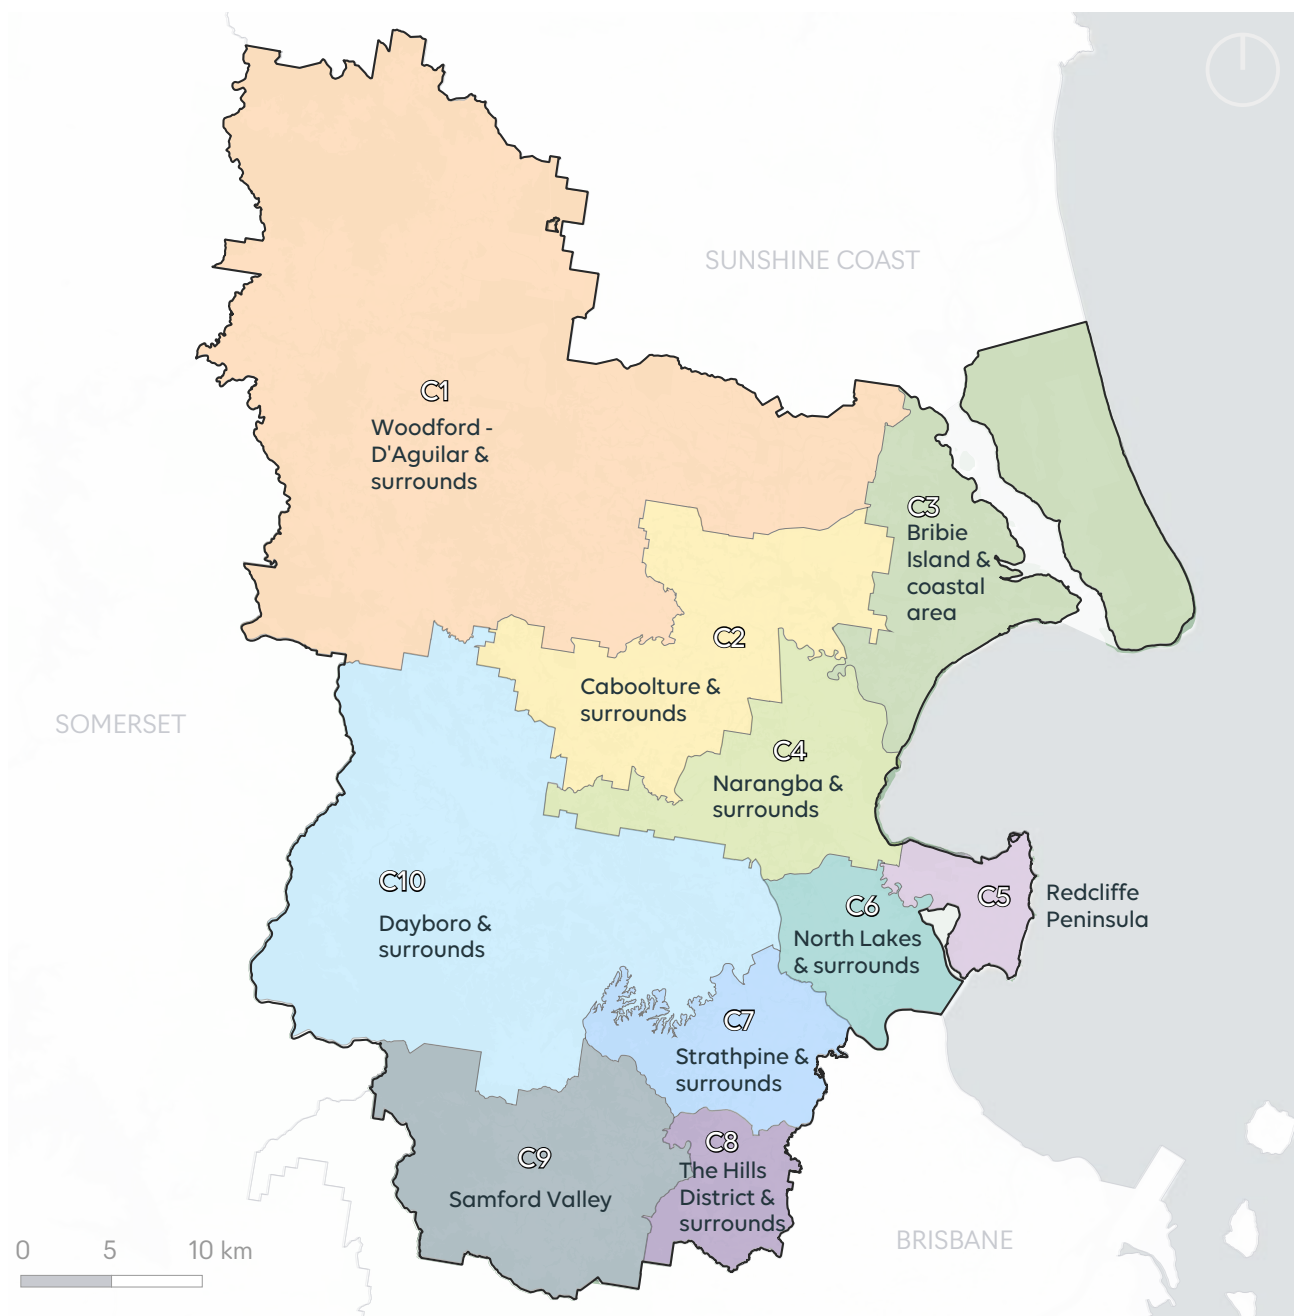 SUNSHINE COAST
C1
Woodford -
D'Aguilar &
surrounds
C3
Bribie
Island &
coastal
area
C2
Caboolture &
surrounds
SOMERSET
C4
Narangba &
surrounds
C10
Dayboro &
surrounds
C5
Redcliffe
Peninsula
C6
North Lakes
& surrounds
C7
Strathpine &
surrounds
C8
The Hills
District &
surrounds
C9
Samford Valley
BRISBANE
0 5 10 km